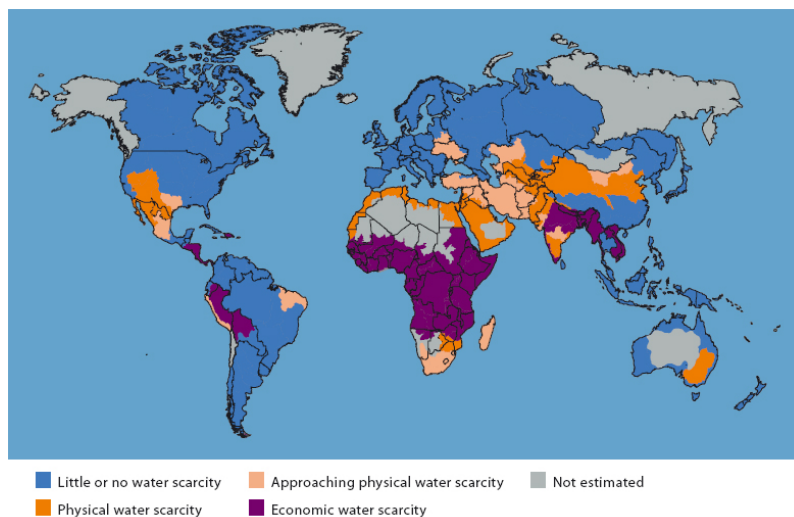 Little or no water scarcity
Approaching physical water scarcity
Not estimated
Physical water scarcity
Economic water scarcity